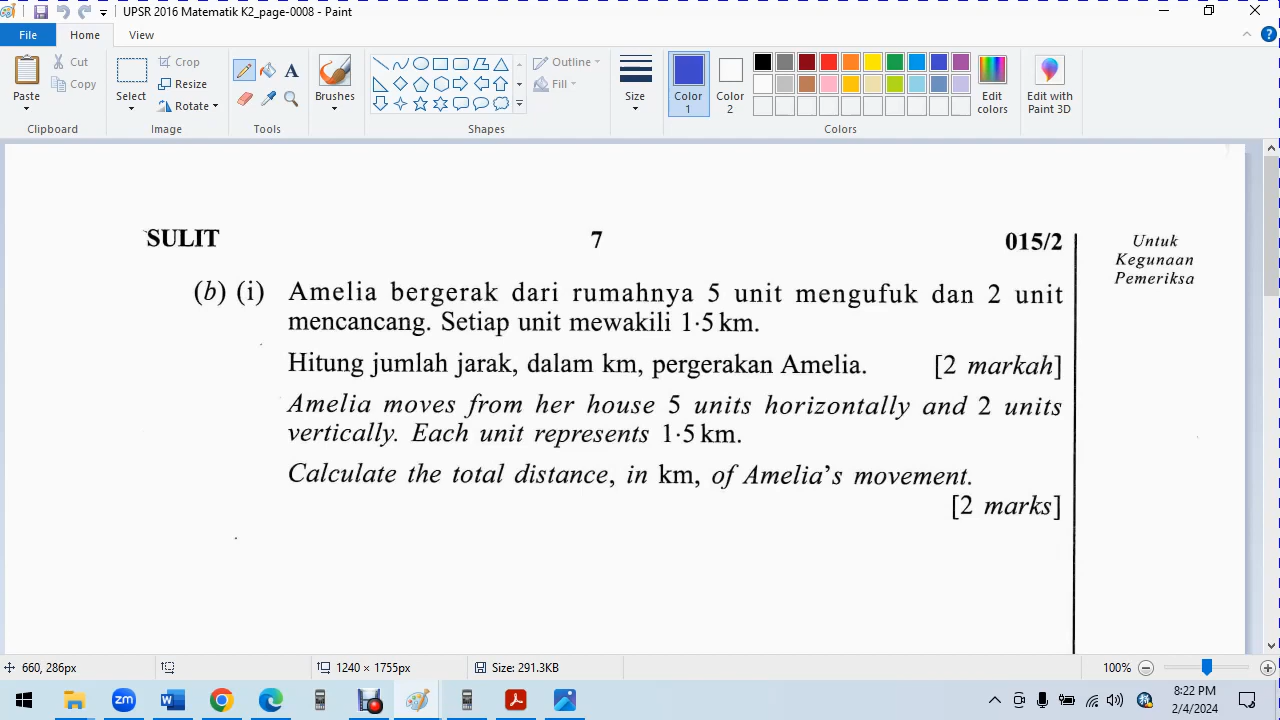 UPSR 2016 Matematik K2_page-0008 - Paint
File Home View
Paste
Cut
Copy
Clipboard
Select
Crop
Resize
Rotate
Image
Tools
Brushes
Outline
Fill
Shapes
Size
Color 1
Color 2
Edit colors
Colors
Edit with Paint 3D
SULIT 7 015/2
Untuk
Kegunaan
Pemeriksa
(b) (i) Amelia bergerak dari rumahnya 5 unit mengufuk dan 2 unit
mencancang. Setiap unit mewakili 1·5 km.
Hitung jumlah jarak, dalam km, pergerakan Amelia. [2 markah]
Amelia moves from her house 5 units horizontally and 2 units
vertically. Each unit represents 1·5 km.
Calculate the total distance, in km, of Amelia's movement.
[2 marks]
660, 286px 1240 × 1755px Size: 291.3KB 100%
zm W
8:22 PM
2/4/2024